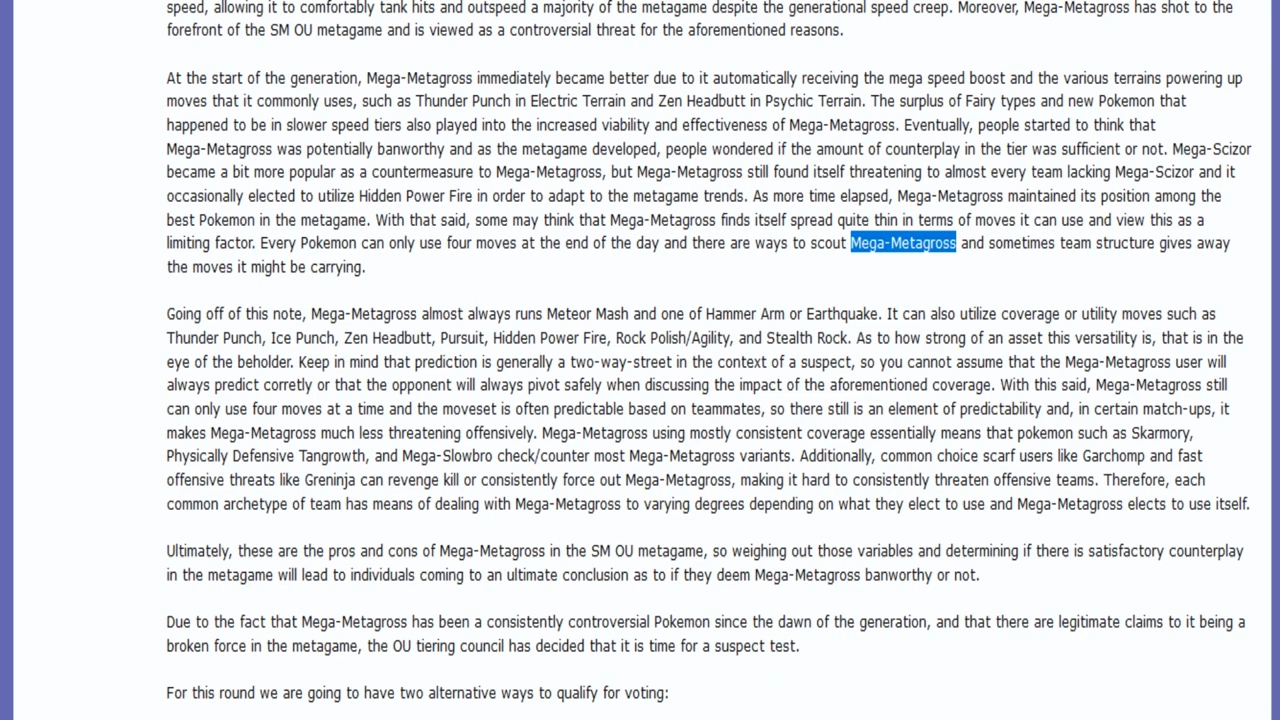 speed, allowing it to comfortably tank hits and outspeed a majority of the metagame despite the generational speed creep. Moreover, Mega-Metagross has shot to the
forefront of the SM OU metagame and is viewed as a controversial threat for the aforementioned reasons.
At the start of the generation, Mega-Metagross immediately became better due to it automatically receiving the mega speed boost and the various terrains powering up
moves that it commonly uses, such as Thunder Punch in Electric Terrain and Zen Headbutt in Psychic Terrain. The surplus of Fairy types and new Pokemon that
happened to be in slower speed tiers also played into the increased viability and effectiveness of Mega-Metagross. Eventually, people started to think that
Mega-Metagross was potentially banworthy and as the metagame developed, people wondered if the amount of counterplay in the tier was sufficient or not. Mega-Scizor
became a bit more popular as a countermeasure to Mega-Metagross, but Mega-Metagross still found itself threatening to almost every team lacking Mega-Scizor and it
occasionally elected to utilize Hidden Power Fire in order to adapt to the metagame trends. As more time elapsed, Mega-Metagross maintained its position among the
best Pokemon in the metagame. With that said, some may think that Mega-Metagross finds itself spread quite thin in terms of moves it can use and view this as a
limiting factor. Every Pokemon can only use four moves at the end of the day and there are ways to scout Mega-Metagross and sometimes team structure gives away
the moves it might be carrying.
Going off of this note, Mega-Metagross almost always runs Meteor Mash and one of Hammer Arm or Earthquake. It can also utilize coverage or utility moves such as
Thunder Punch, Ice Punch, Zen Headbutt, Pursuit, Hidden Power Fire, Rock Polish/Agility, and Stealth Rock. As to how strong of an asset this versatility is, that is in the
eye of the beholder. Keep in mind that prediction is generally a two-way-street in the context of a suspect, so you cannot assume that the Mega-Metagross user will
always predict corretly or that the opponent will always pivot safely when discussing the impact of the aforementioned coverage. With this said, Mega-Metagross still
can only use four moves at a time and the moveset is often predictable based on teammates, so there still is an element of predictability and, in certain match-ups, it
makes Mega-Metagross much less threatening offensively. Mega-Metagross using mostly consistent coverage essentially means that pokemon such as Skarmory,
Physically Defensive Tangrowth, and Mega-Slowbro check/counter most Mega-Metagross variants. Additionally, common choice scarf users like Garchomp and fast
offensive threats like Greninja can revenge kill or consistently force out Mega-Metagross, making it hard to consistently threaten offensive teams. Therefore, each
common archetype of team has means of dealing with Mega-Metagross to varying degrees depending on what they elect to use and Mega-Metagross elects to use itself.
Ultimately, these are the pros and cons of Mega-Metagross in the SM OU metagame, so weighing out those variables and determining if there is satisfactory counterplay
in the metagame will lead to individuals coming to an ultimate conclusion as to if they deem Mega-Metagross banworthy or not.
Due to the fact that Mega-Metagross has been a consistently controversial Pokemon since the dawn of the generation, and that there are legitimate claims to it being a
broken force in the metagame, the OU tiering council has decided that it is time for a suspect test.
For this round we are going to have two alternative ways to qualify for voting: